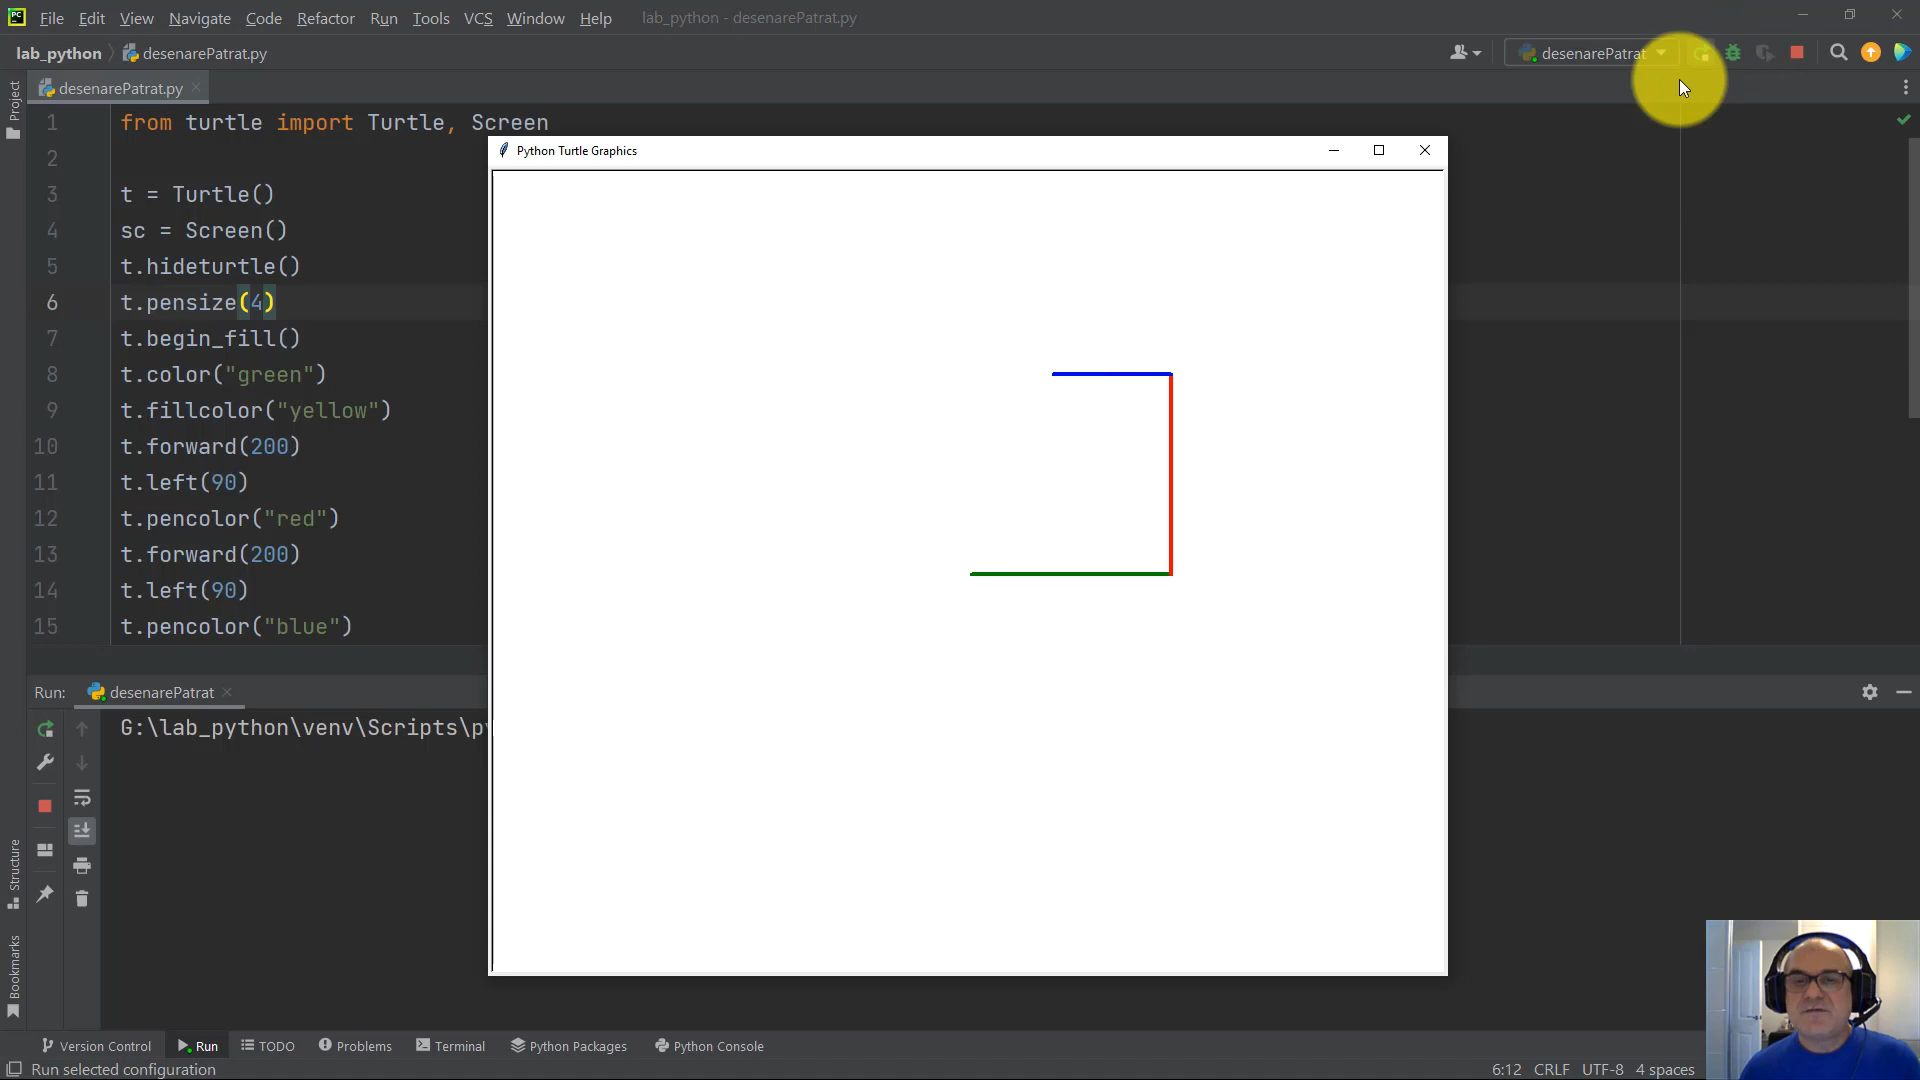 File Edit View Navigate Code Refactor Run Tools VCS Window Help lab_python - desenarePatrat.py
lab_python desenarePatrat.py desenarePatrat
Project
desenarePatrat.py
1 from turtle import Turtle, Screen
2
3 t = Turtle()
4 sc = Screen()
5 t.hideturtle()
6 t.pensize(4)
7 t.begin_fill()
8 t.color("green")
9 t.fillcolor("yellow")
10 t.forward(200)
11 t.left(90)
12 t.pencolor("red")
13 t.forward(200)
14 t.left(90)
15 t.pencolor("blue")
Python Turtle Graphics
Run: desenarePatrat
G:\lab_python\venv\Scripts\py
Structure
Bookmarks
Version Control Run TODO Problems Terminal Python Packages Python Console
Run selected configuration 6:12 CRLF UTF-8 4 spaces